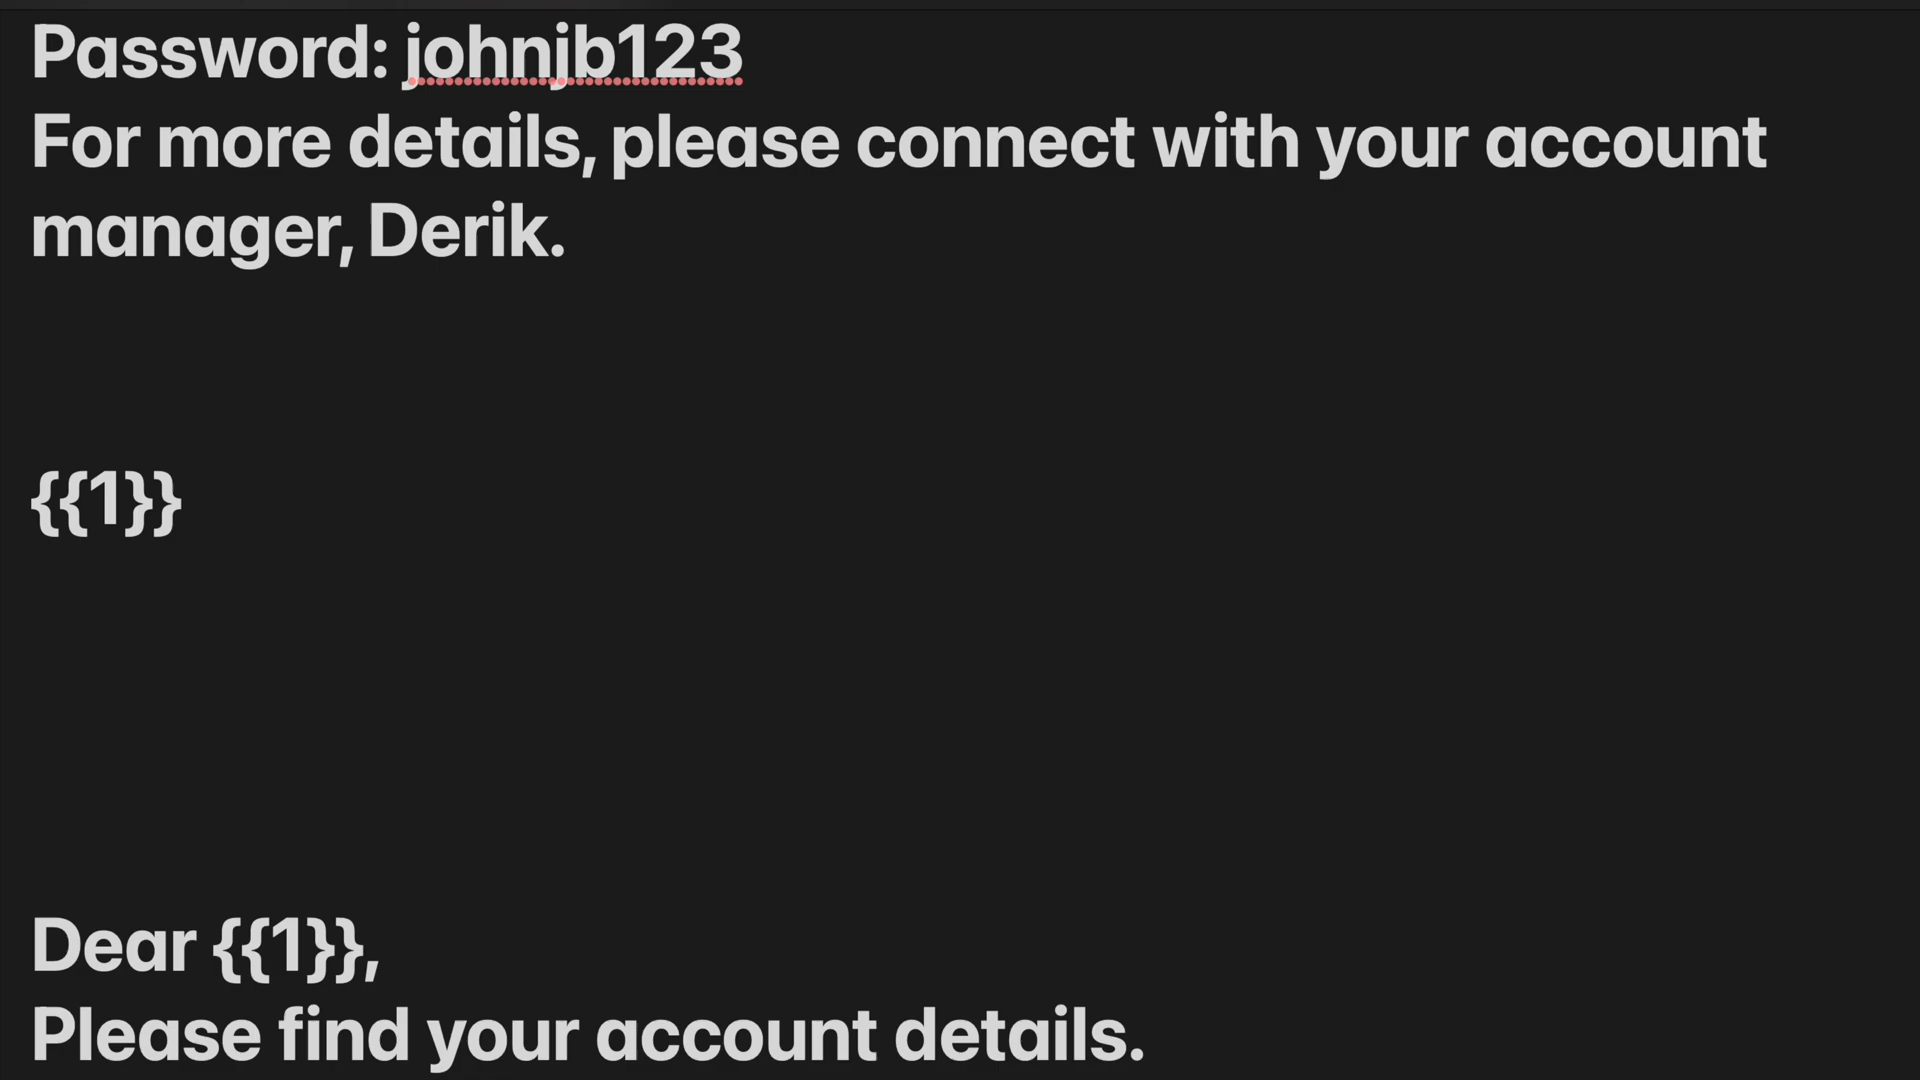 Password: johnjb123
For more details, please connect with your account
manager, Derik.
{{1}}
Dear {{1}},
Please find your account details.